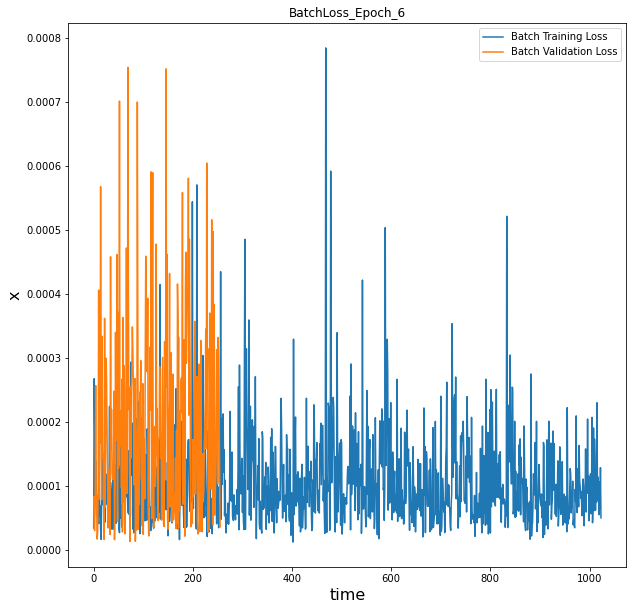 BatchLoss_Epoch_6
Batch Training Loss
Batch Validation Loss
0.0008
0.0007
0.0006
0.0005
0.0004
0.0003
0.0002
0.0001
0.0000
x
0 200 400 600 800 1000
time